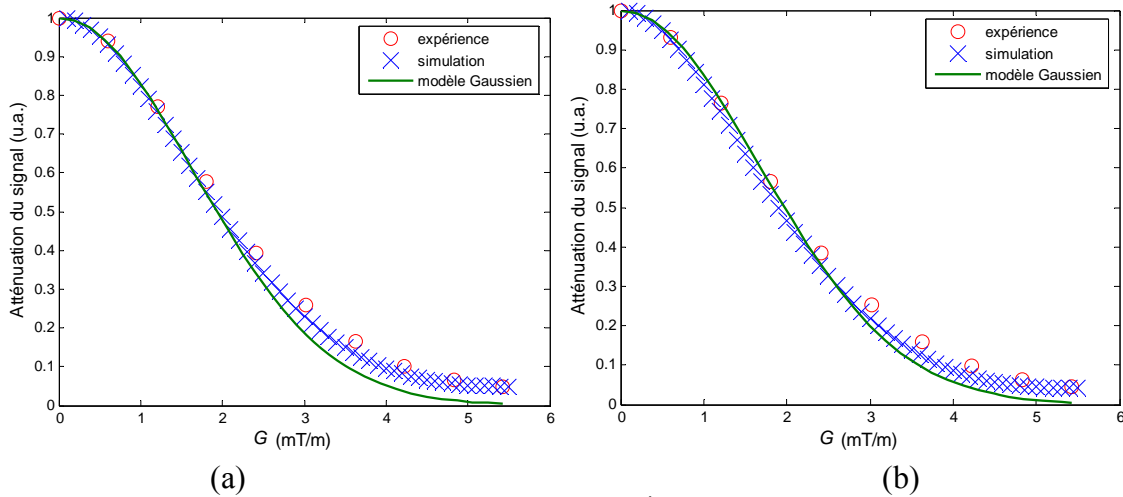 1
0.9
0.8
0.7
0.6
0.5
0.4
0.3
0.2
0.1
0
0 1 2 3 4 5 6
Atténuation du signal (u.a.)
G (mT/m)
expérience
simulation
modèle Gaussien
(a)
1
0.9
0.8
0.7
0.6
0.5
0.4
0.3
0.2
0.1
0
0 1 2 3 4 5 6
Atténuation du signal (u.a.)
G (mT/m)
expérience
simulation
modèle Gaussien
(b)